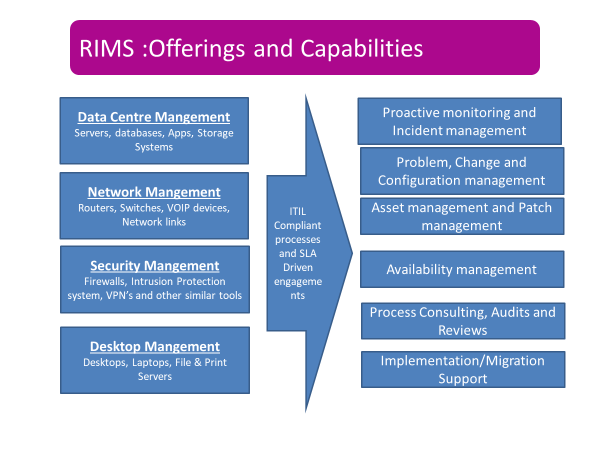 RIMS :Offerings and Capabilities
Data Centre Mangement
Servers, databases, Apps, Storage
Systems
Network Mangement
Routers, Switches, VOIP devices,
Network links
Security Mangement
Firewalls, Intrusion Protection
system, VPN's and other similar tools
Desktop Mangement
Desktops, Laptops, File & Print
Servers
ITIL
Compliant
processes
and SLA
Driven
engageme
nts
Proactive monitoring and
Incident management
Problem, Change and
Configuration management
Asset management and Patch
management
Availability management
Process Consulting, Audits and
Reviews
Implementation/Migration
Support